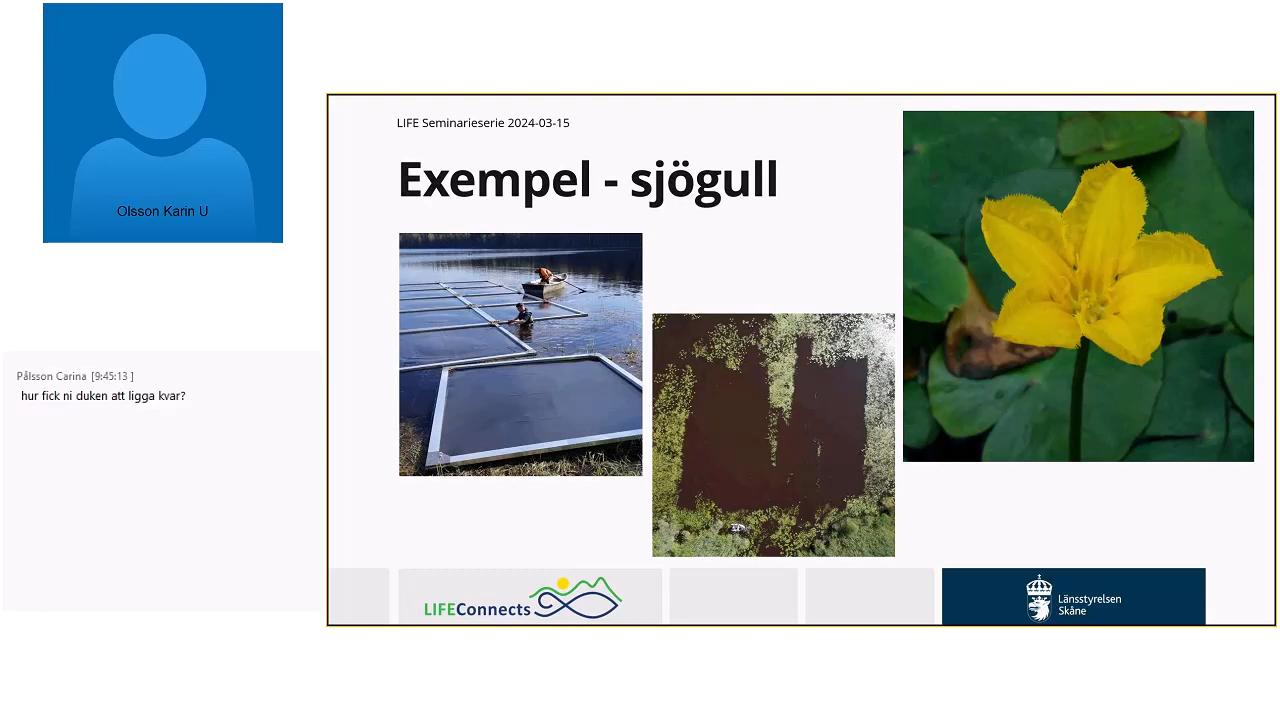 Olsson Karin U
Pålsson Carina [9:45:13 ]
hur fick ni duken att ligga kvar?
LIFE Seminarieserie 2024-03-15
Exempel - sjögull
LIFEConnects
Länsstyrelsen
Skåne